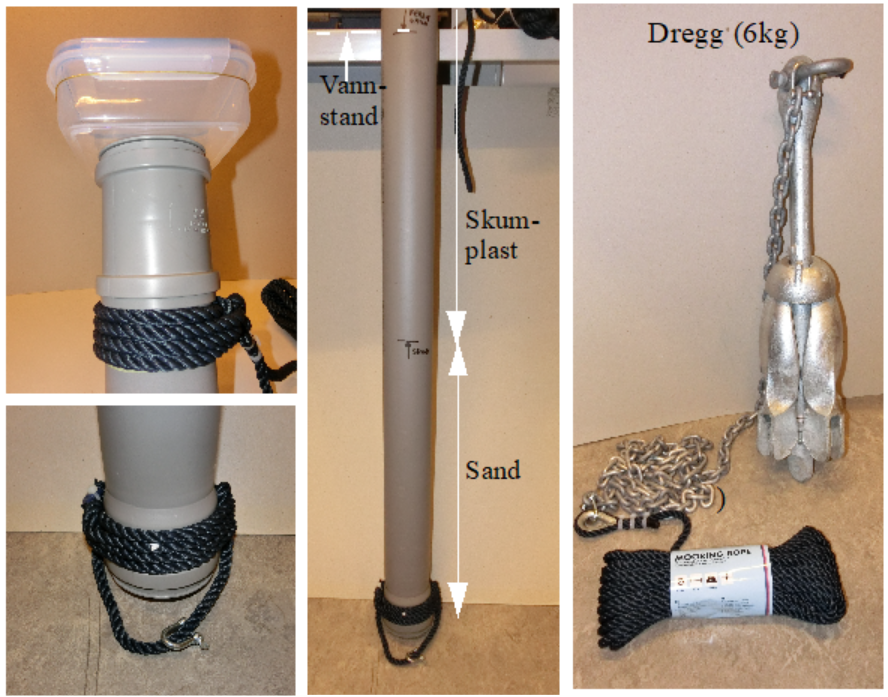 Vann-
stand
Skum-
plast
Sand
Dregg (6kg)
MOORING ROPE